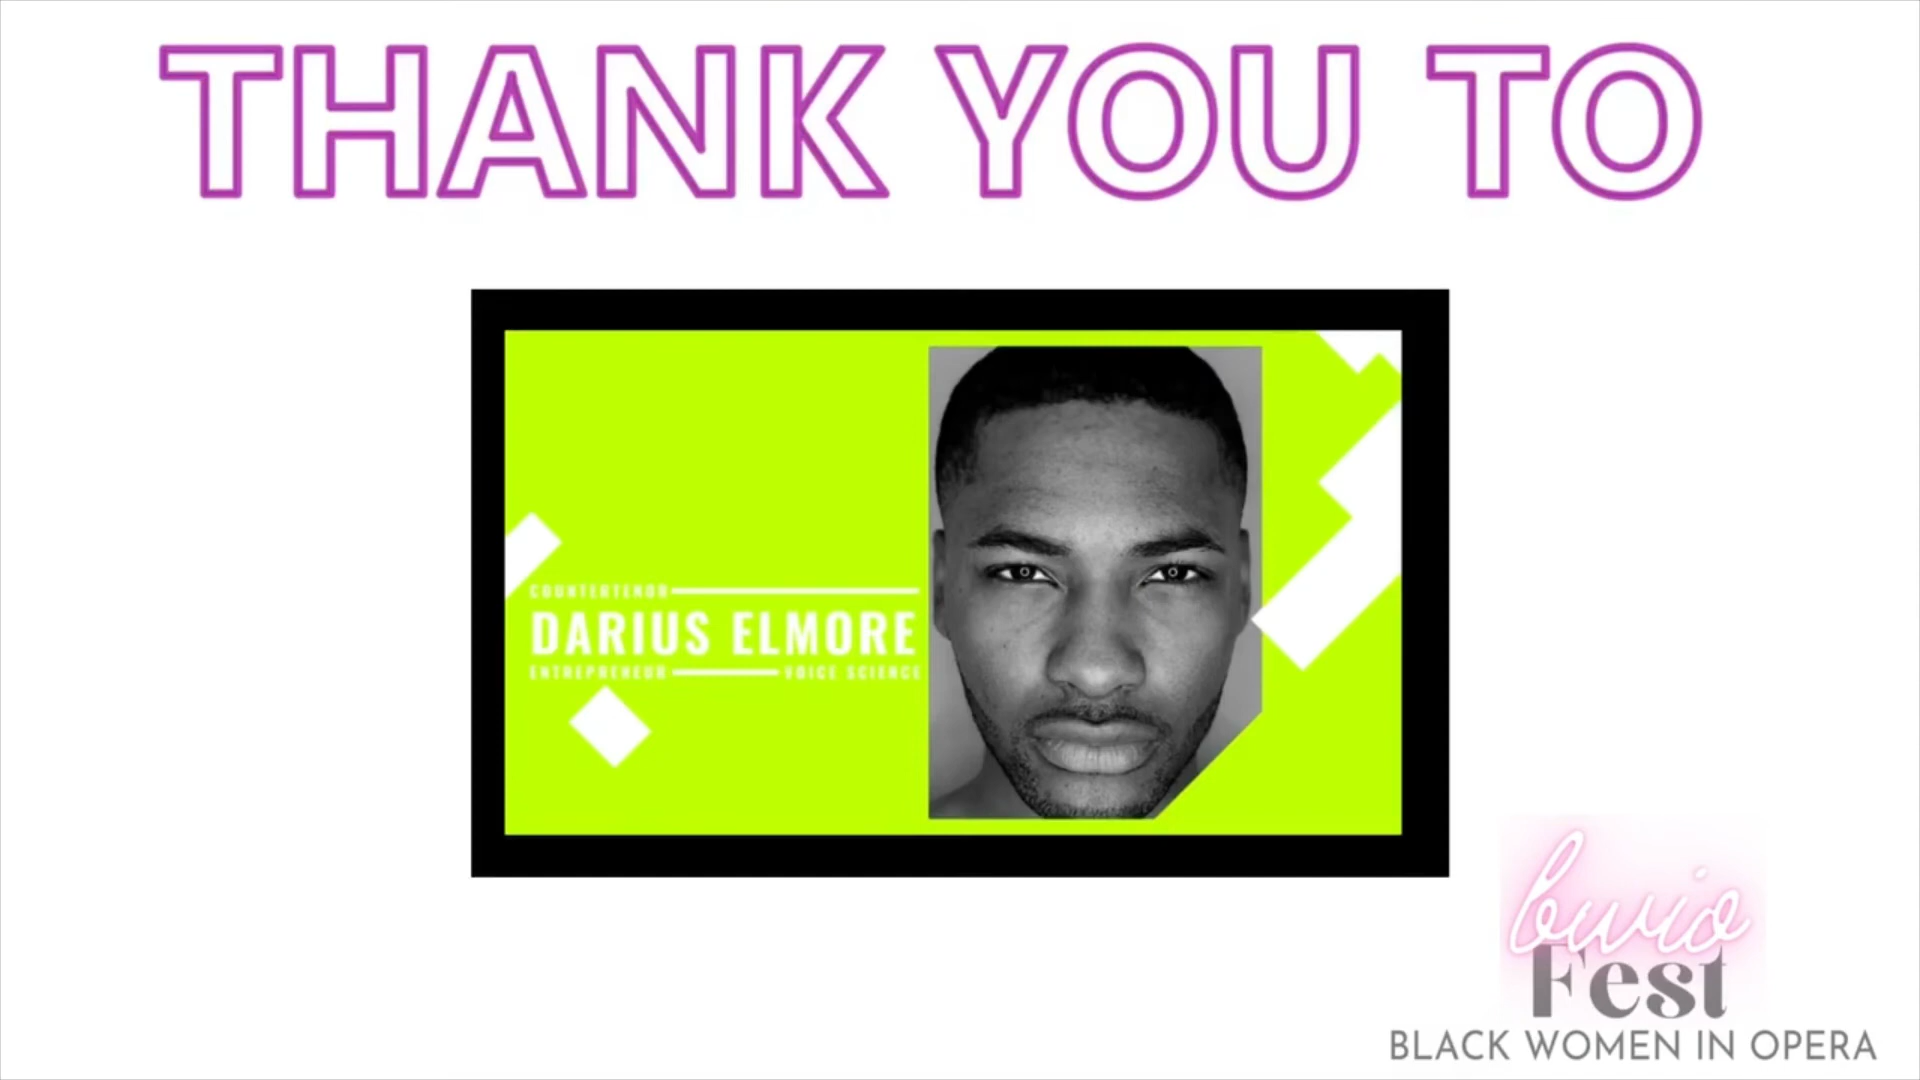 THANK YOU TO
COUNTERTENOR
DARIUS ELMORE
ENTREPRENEUR VOICE SCIENCE
bwio
Fest
BLACK WOMEN IN OPERA